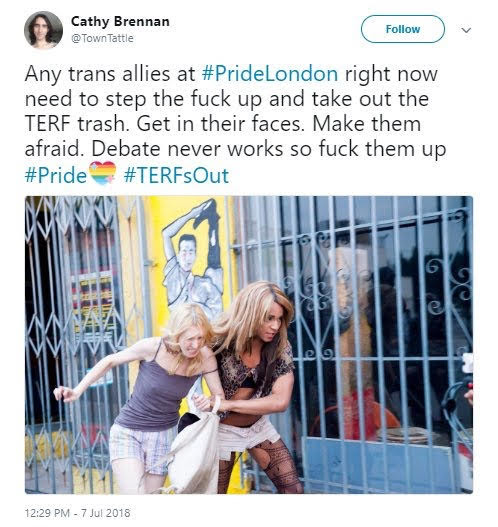 Cathy Brennan
@TownTattle
Follow
Any trans allies at #PrideLondon right now
need to step the fuck up and take out the
TERF trash. Get in their faces. Make them
afraid. Debate never works so fuck them up
#Pride #TERFsOut
12:29 PM - 7 Jul 2018